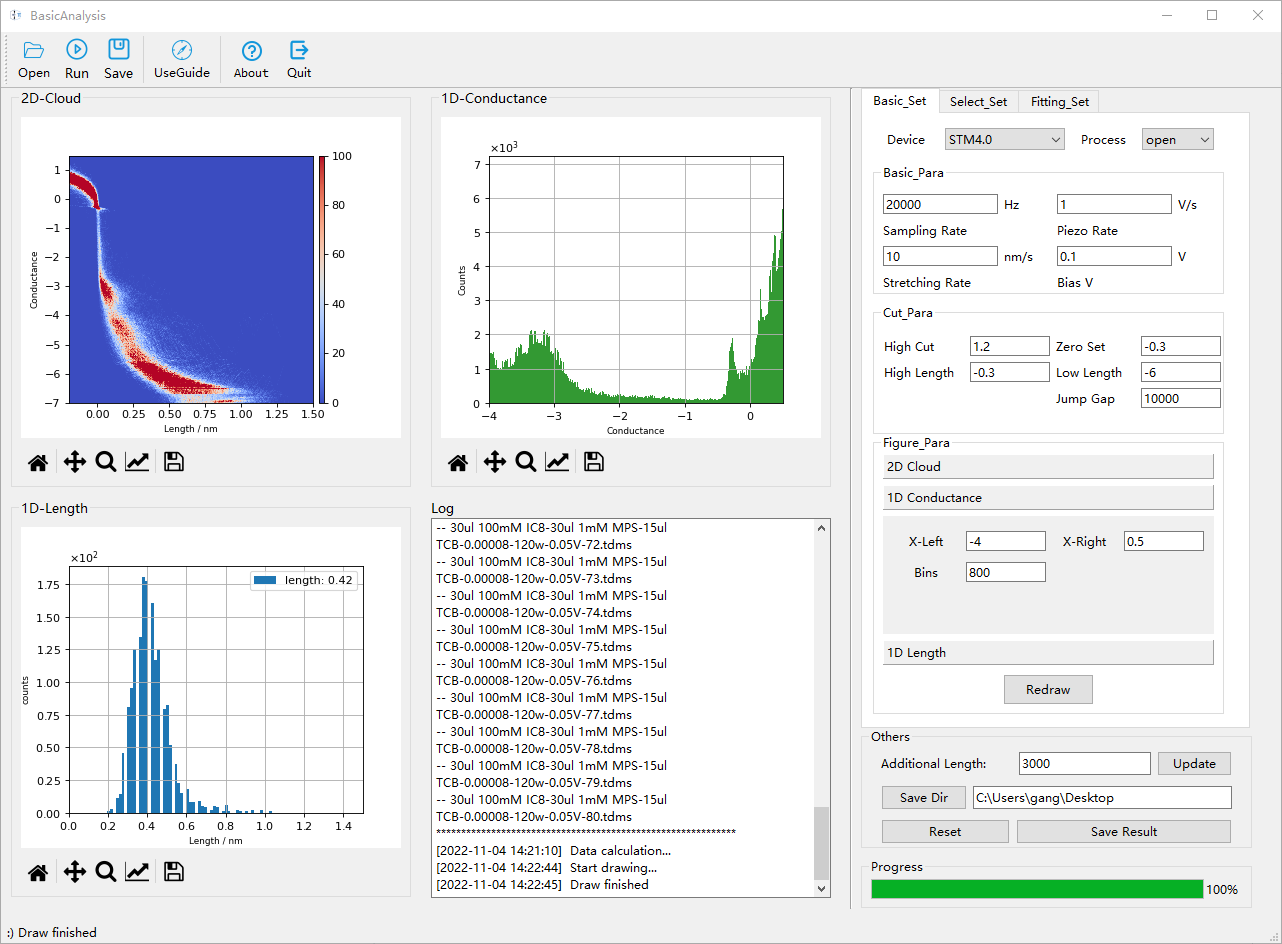 BasicAnalysis
Open Run Save UseGuide About Quit
2D-Cloud
1
0
−1
−2
−3
−4
−5
−6
−7
Conductance
0.00 0.25 0.50 0.75 1.00 1.25 1.50
Length / nm
100
80
60
40
20
0
1D-Conductance
×10³
7
6
5
4
3
2
1
0
Counts
−4 −3 −2 −1 0
Conductance
1D-Length
×10²
1.75
1.50
1.25
1.00
0.75
0.50
0.25
0.00
counts
length: 0.42
0.0 0.2 0.4 0.6 0.8 1.0 1.2 1.4
Length / nm
Log
-- 30ul 100mM IC8-30ul 1mM MPS-15ul
TCB-0.00008-120w-0.05V-72.tdms
-- 30ul 100mM IC8-30ul 1mM MPS-15ul
TCB-0.00008-120w-0.05V-73.tdms
-- 30ul 100mM IC8-30ul 1mM MPS-15ul
TCB-0.00008-120w-0.05V-74.tdms
-- 30ul 100mM IC8-30ul 1mM MPS-15ul
TCB-0.00008-120w-0.05V-75.tdms
-- 30ul 100mM IC8-30ul 1mM MPS-15ul
TCB-0.00008-120w-0.05V-76.tdms
-- 30ul 100mM IC8-30ul 1mM MPS-15ul
TCB-0.00008-120w-0.05V-77.tdms
-- 30ul 100mM IC8-30ul 1mM MPS-15ul
TCB-0.00008-120w-0.05V-78.tdms
-- 30ul 100mM IC8-30ul 1mM MPS-15ul
TCB-0.00008-120w-0.05V-79.tdms
-- 30ul 100mM IC8-30ul 1mM MPS-15ul
TCB-0.00008-120w-0.05V-80.tdms
************************************************************
[2022-11-04 14:21:10] Data calculation...
[2022-11-04 14:22:44] Start drawing...
[2022-11-04 14:22:45] Draw finished
Basic_Set Select_Set Fitting_Set
Device STM4.0 Process open
Basic_Para
20000 Hz 1 V/s
Sampling Rate Piezo Rate
10 nm/s 0.1 V
Stretching Rate Bias V
Cut_Para
High Cut 1.2 Zero Set -0.3
High Length -0.3 Low Length -6
Jump Gap 10000
Figure_Para
2D Cloud
1D Conductance
X-Left -4 X-Right 0.5
Bins 800
1D Length
Redraw
Others
Additional Length: 3000 Update
Save Dir C:\Users\gang\Desktop
Reset Save Result
Progress
100%
:) Draw finished